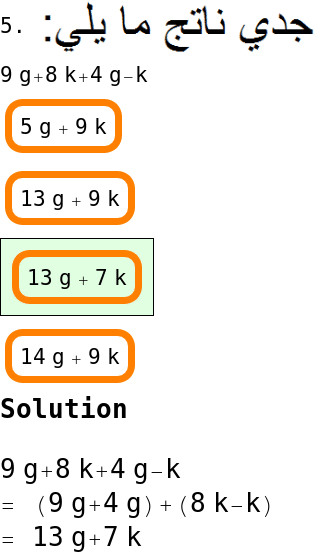 5. جدي ناتج ما يلي:
9 g+8 k+4 g−k
5 g + 9 k
13 g + 9 k
13 g + 7 k
14 g + 9 k
Solution
9 g+8 k+4 g−k
= (9 g+4 g)+(8 k−k)
= 13 g+7 k